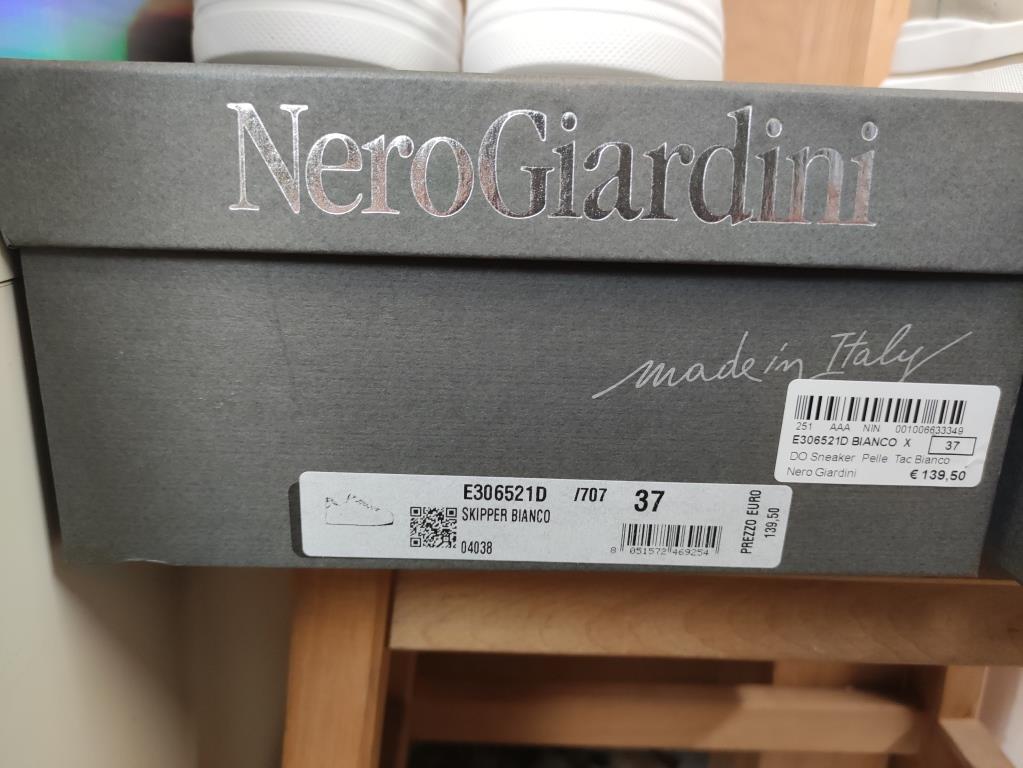 NeroGiardini
made in Italy
251 AAA NIN 001006633349
E306521D BIANCO X 37
DO Sneaker Pelle Tac Bianco
Nero Giardini € 139,50
E306521D /707 37
SKIPPER BIANCO
04038
8 051572 469254
PREZZO EURO
139,50